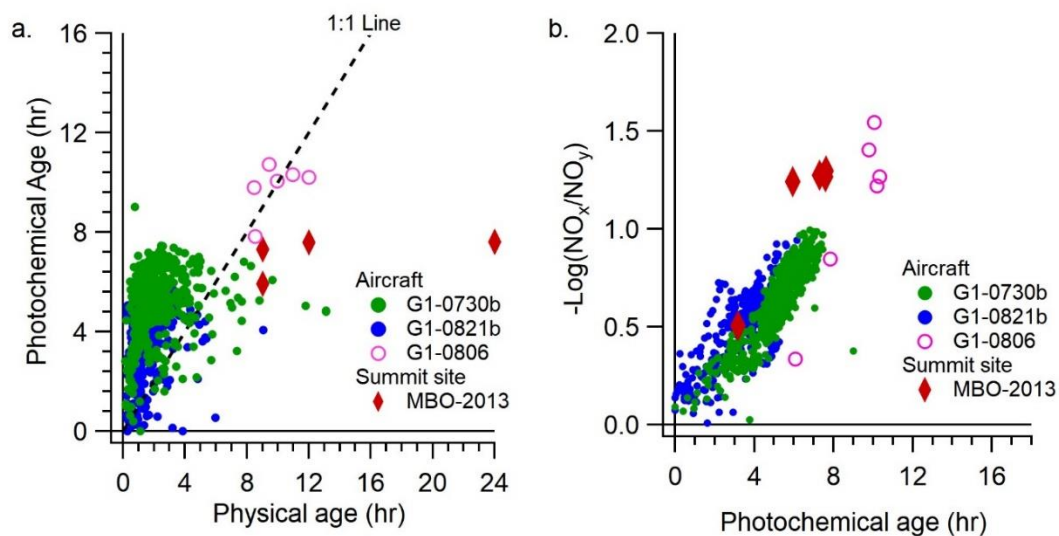 a.
1:1 Line
16
12
8
4
0
Photochemical Age (hr)
Aircraft
G1-0730b
G1-0821b
G1-0806
Summit site
MBO-2013
0 4 8 12 16 20 24
Physical age (hr)
b.
2.0
1.5
1.0
0.5
0.0
-Log(NOx/NOy)
Aircraft
G1-0730b
G1-0821b
G1-0806
Summit site
MBO-2013
0 4 8 12 16
Photochemical age (hr)